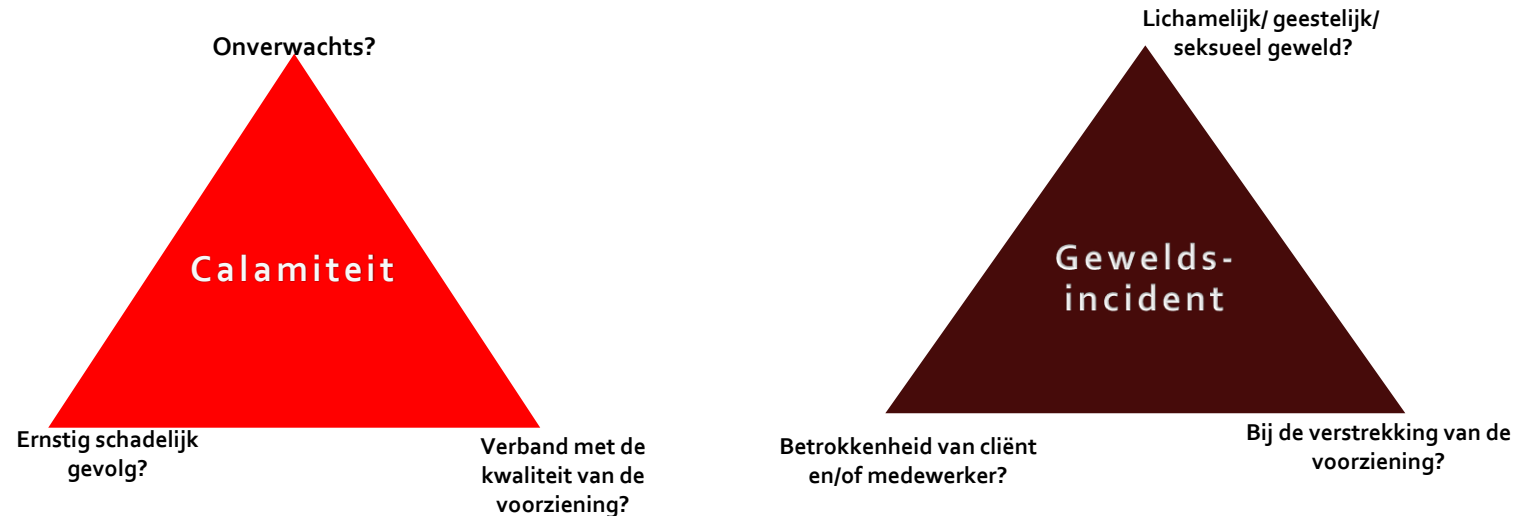 Onverwachts?
Calamiteit
Ernstig schadelijk
gevolg?
Verband met de
kwaliteit van de
voorziening?
Lichamelijk/ geestelijk/
seksueel geweld?
Gewelds-
incident
Betrokkenheid van cliënt
en/of medewerker?
Bij de verstrekking van de
voorziening?